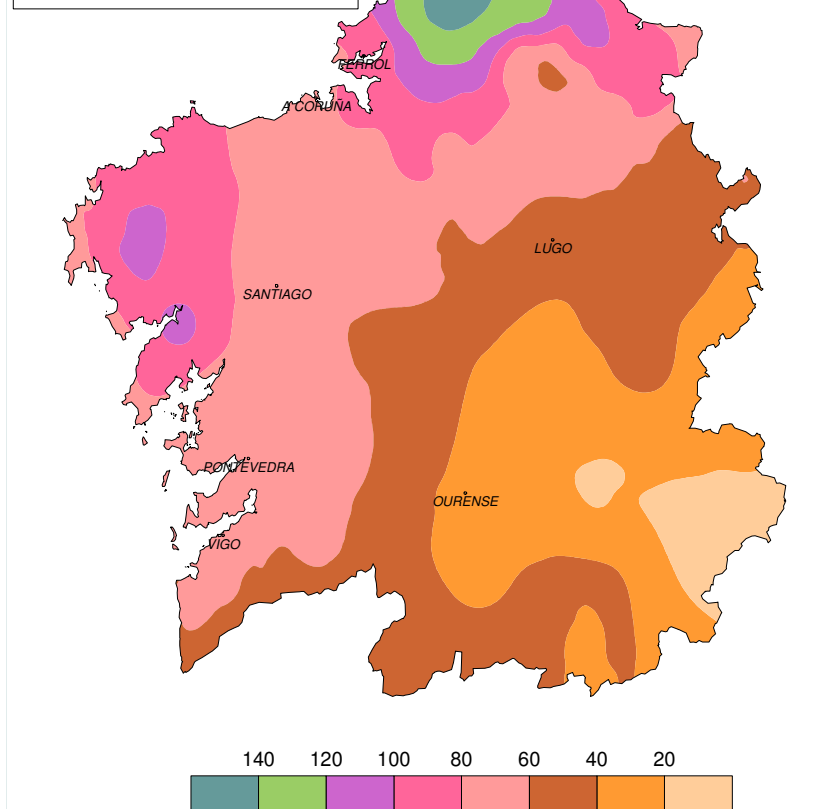 FERROL
A CORUÑA
LUGO
SANTIAGO
PONTEVEDRA
OURENSE
VIGO
140 120 100 80 60 40 20